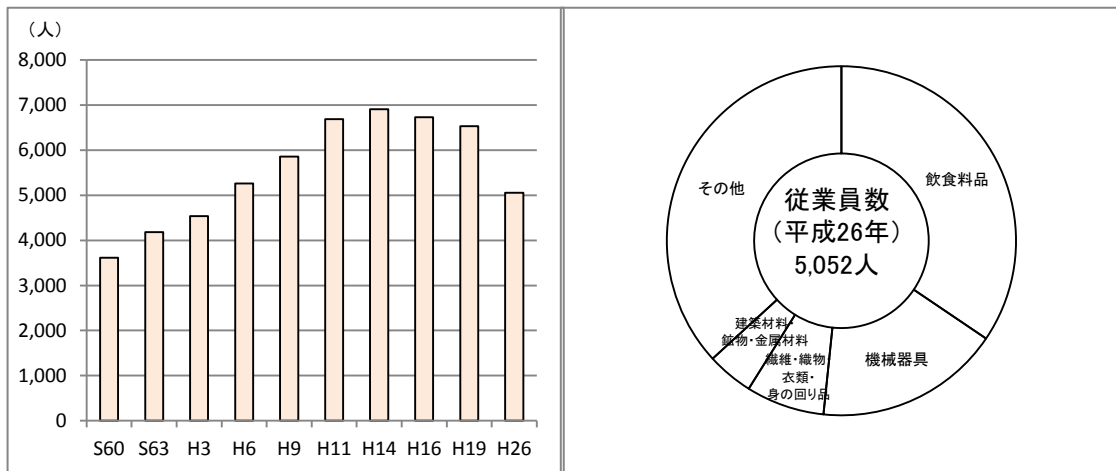 （人）
8,000
7,000
6,000
5,000
4,000
3,000
2,000
1,000
0
S60 S63 H3 H6 H9 H11 H14 H16 H19 H26
飲食料品
機械器具
繊維・織物・
衣類・
身の回り品
建築材料・
鉱物・金属材料
その他
従業員数
（平成26年）
5,052人